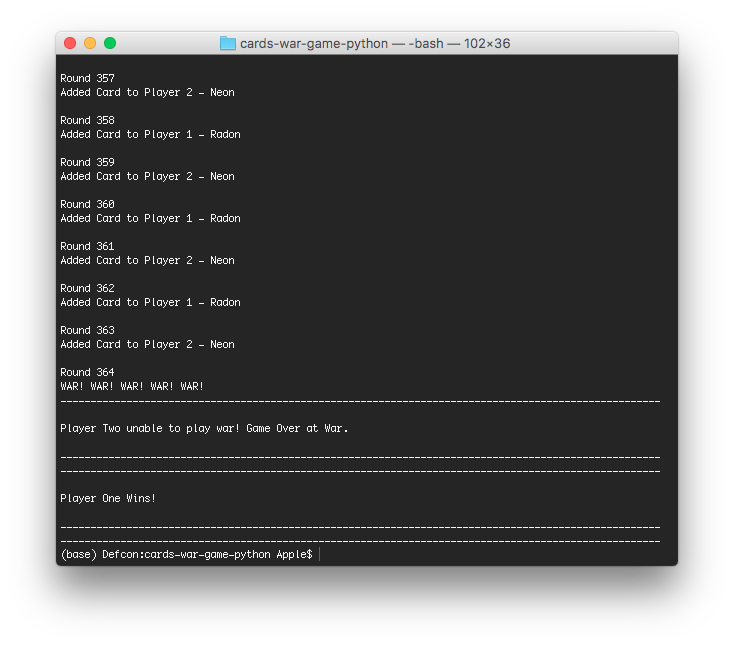 cards-war-game-python — -bash — 102×36
Round 357
Added Card to Player 2 - Neon
Round 358
Added Card to Player 1 - Radon
Round 359
Added Card to Player 2 - Neon
Round 360
Added Card to Player 1 - Radon
Round 361
Added Card to Player 2 - Neon
Round 362
Added Card to Player 1 - Radon
Round 363
Added Card to Player 2 - Neon
Round 364
WAR! WAR! WAR! WAR! WAR!
----------------------------------------------------------------------------------------------------
Player Two unable to play war! Game Over at War.
----------------------------------------------------------------------------------------------------
----------------------------------------------------------------------------------------------------
Player One Wins!
----------------------------------------------------------------------------------------------------
----------------------------------------------------------------------------------------------------
(base) Defcon:cards-war-game-python Apple$